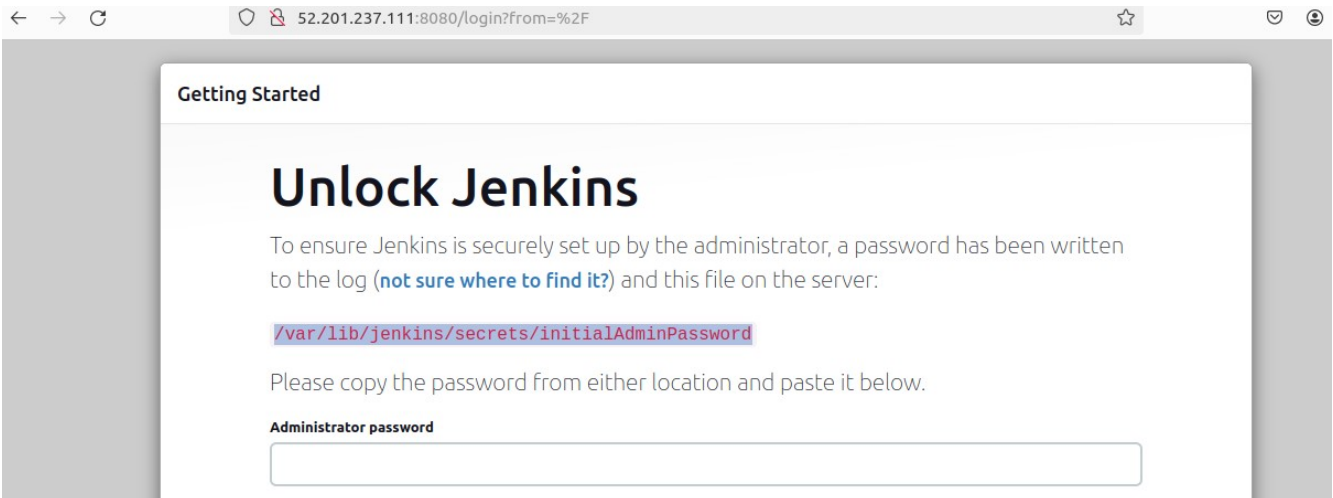 52.201.237.111:8080/login?from=%2F
Getting Started
Unlock Jenkins
To ensure Jenkins is securely set up by the administrator, a password has been written
to the log (not sure where to find it?) and this file on the server:
/var/lib/jenkins/secrets/initialAdminPassword
Please copy the password from either location and paste it below.
Administrator password